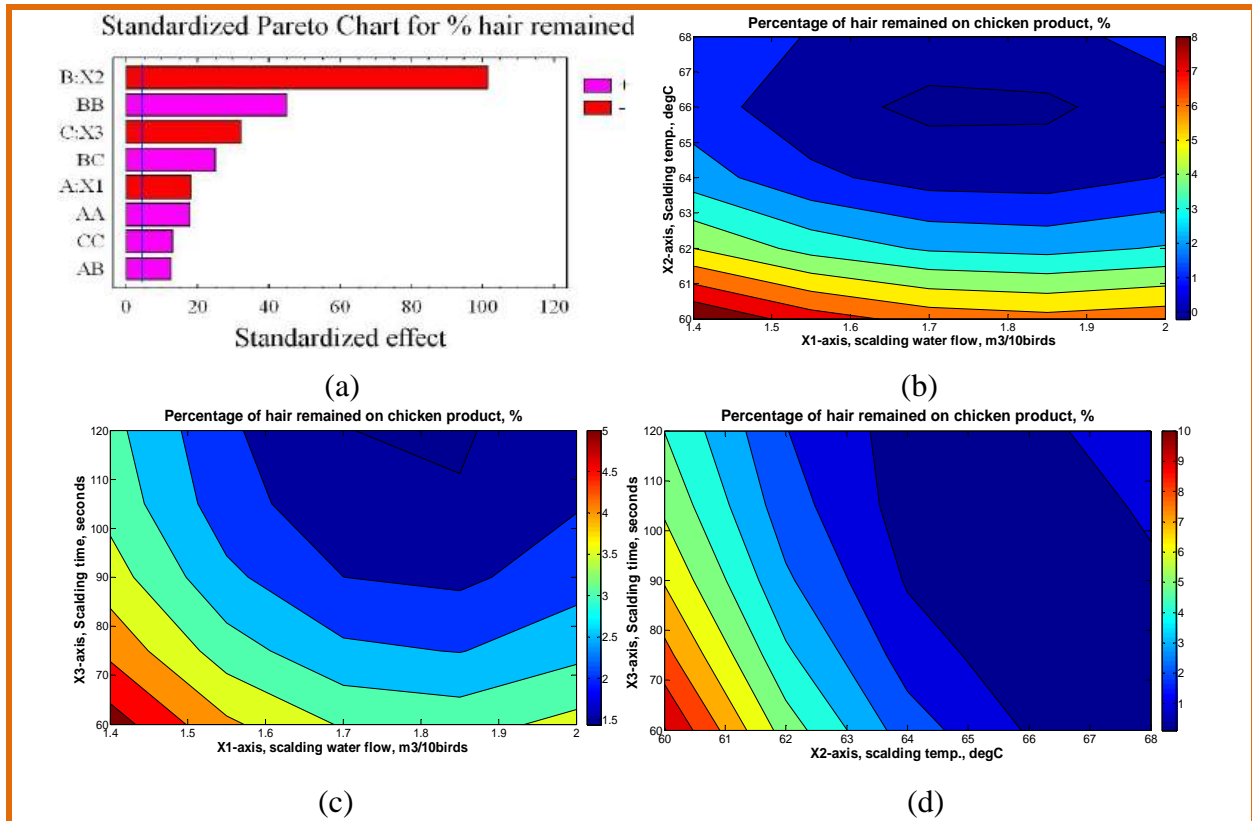 Standardized Pareto Chart for % hair remained
B:X2
BB
C:X3
BC
A:X1
AA
CC
AB
+
-
0 20 40 60 80 100 120
Standardized effect
(a)
Percentage of hair remained on chicken product, %
X2-axis, Scalding temp., degC
68
67
66
65
64
63
62
61
60
1.4 1.5 1.6 1.7 1.8 1.9 2
X1-axis, scalding water flow, m3/10birds
8
7
6
5
4
3
2
1
0
(b)
Percentage of hair remained on chicken product, %
X3-axis, Scalding time, seconds
120
110
100
90
80
70
60
1.4 1.5 1.6 1.7 1.8 1.9 2
X1-axis, scalding water flow, m3/10birds
5
4.5
4
3.5
3
2.5
2
1.5
(c)
Percentage of hair remained on chicken product, %
X3-axis, Scalding time, seconds
120
110
100
90
80
70
60
60 61 62 63 64 65 66 67 68
X2-axis, scalding temp., degC
10
9
8
7
6
5
4
3
2
1
(d)